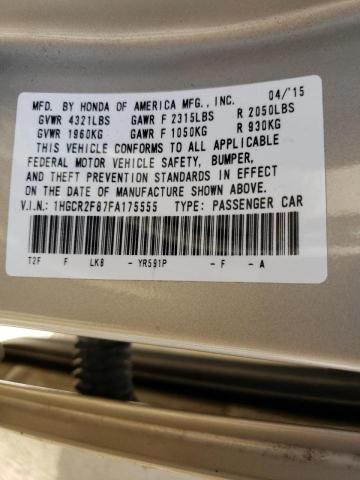 MFD. BY HONDA OF AMERICA MFG., INC. 04/'15
GVWR 4321LBS GAWR F 2315LBS R 2050LBS
GVWR 1960KG GAWR F 1050KG R 930KG
THIS VEHICLE CONFORMS TO ALL APPLICABLE
FEDERAL MOTOR VEHICLE SAFETY, BUMPER,
AND THEFT PREVENTION STANDARDS IN EFFECT
ON THE DATE OF MANUFACTURE SHOWN ABOVE.
V.I.N.: 1HGCR2F87FA175555 TYPE: PASSENGER CAR
T2F F LK8 - YR591P - F - A